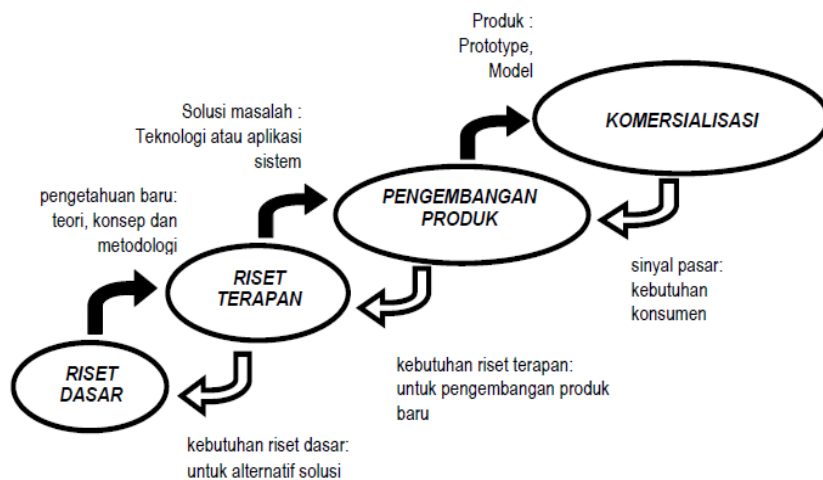 Produk :
Prototype,
Model
KOMERSIALISASI
Solusi masalah :
Teknologi atau aplikasi
sistem
PENGEMBANGAN
PRODUK
pengetahuan baru:
teori, konsep dan
metodologi
RISET
TERAPAN
sinyal pasar:
kebutuhan
konsumen
RISET
DASAR
kebutuhan riset terapan:
untuk pengembangan produk
baru
kebutuhan riset dasar:
untuk alternatif solusi